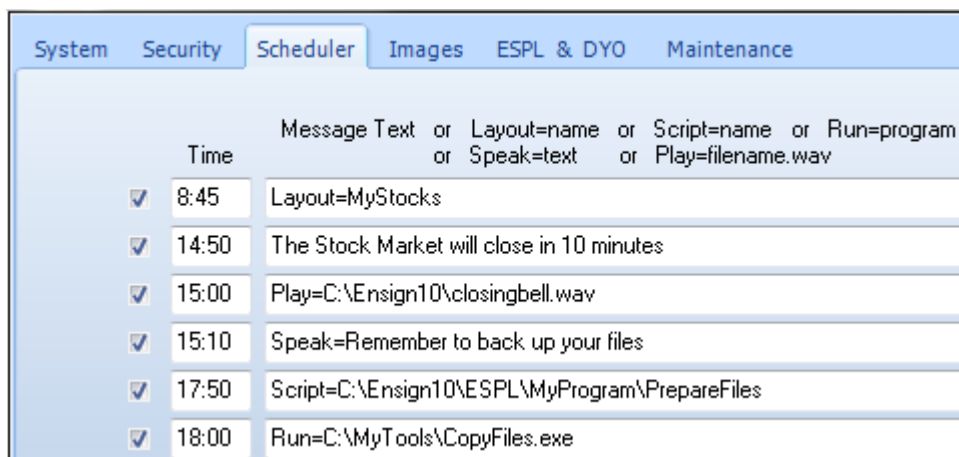 System Security Scheduler Images ESPL & DYO Maintenance
Message Text or Layout=name or Script=name or Run=program
Time or Speak=text or Play=filename.wav
8:45 Layout=MyStocks
14:50 The Stock Market will close in 10 minutes
15:00 Play=C:\Ensign10\closingbell.wav
15:10 Speak=Remember to back up your files
17:50 Script=C:\Ensign10\ESPL\MyProgram\PrepareFiles
18:00 Run=C:\MyTools\CopyFiles.exe